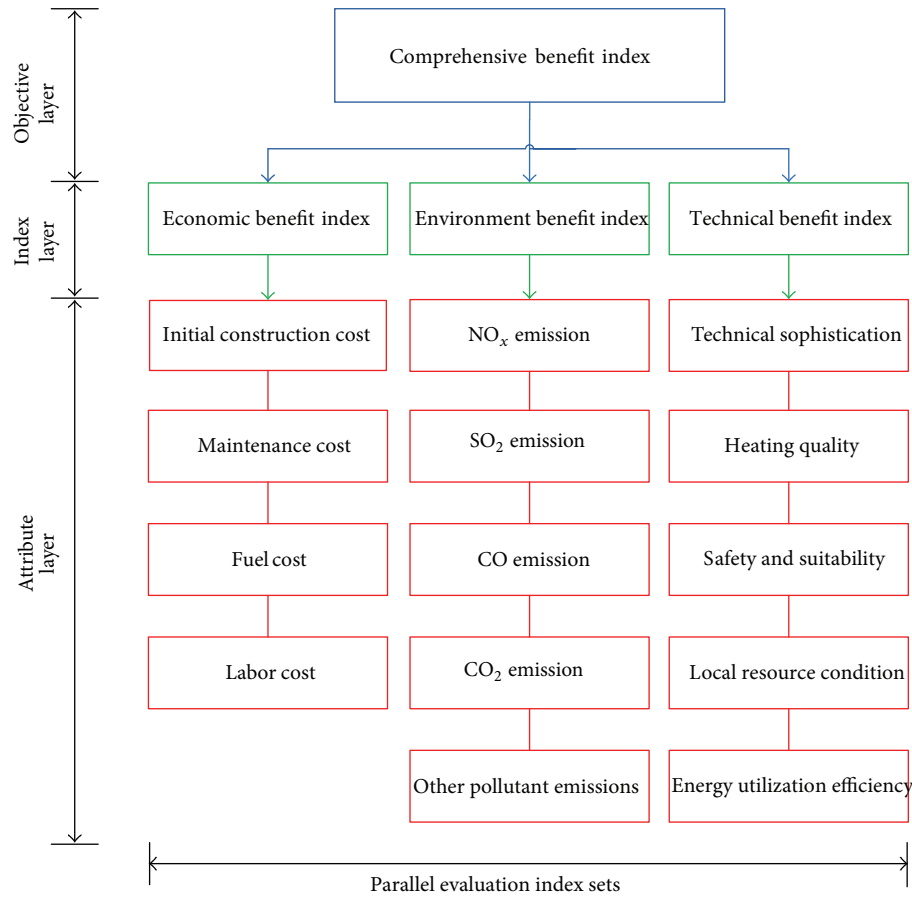 Objective
layer
Comprehensive benefit index
Index
layer
Economic benefit index
Environment benefit index
Technical benefit index
Attribute
layer
Initial construction cost
NOₓ emission
Technical sophistication
Maintenance cost
SO₂ emission
Heating quality
Fuel cost
CO emission
Safety and suitability
Labor cost
CO₂ emission
Local resource condition
Other pollutant emissions
Energy utilization efficiency
Parallel evaluation index sets